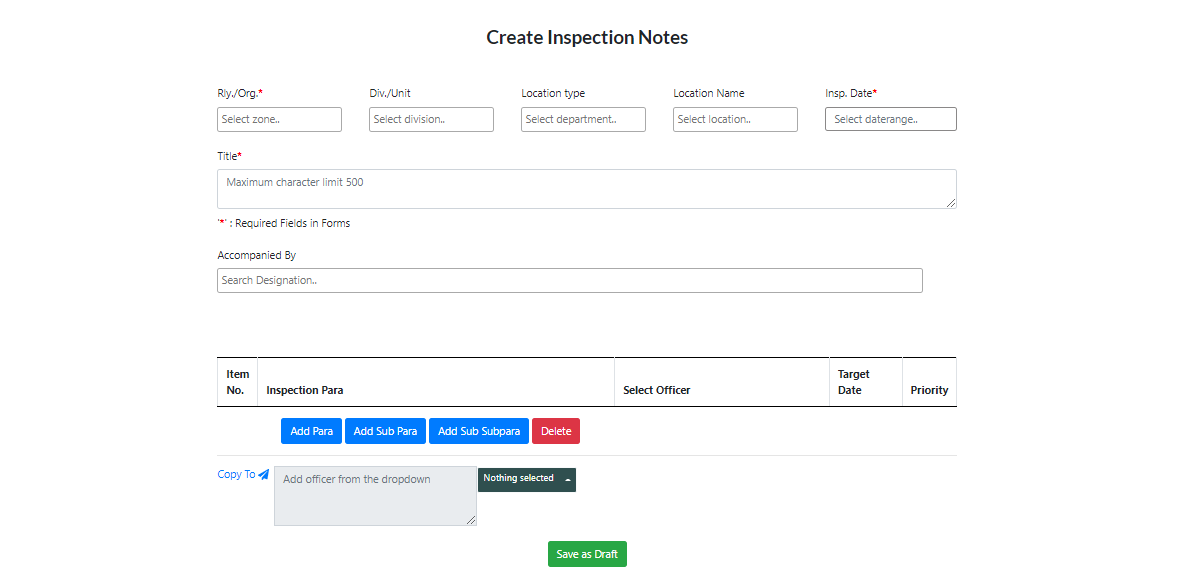 Create Inspection Notes
Rly./Org.* Div./Unit Location type Location Name Insp. Date*
Select zone.. Select division.. Select department.. Select location.. Select daterange..
Title*
Maximum character limit 500
'*' : Required Fields in Forms
Accompanied By
Search Designation..
Item No. Inspection Para Select Officer Target Date Priority
Add Para Add Sub Para Add Sub Subpara Delete
Copy To Add officer from the dropdown Nothing selected
Save as Draft